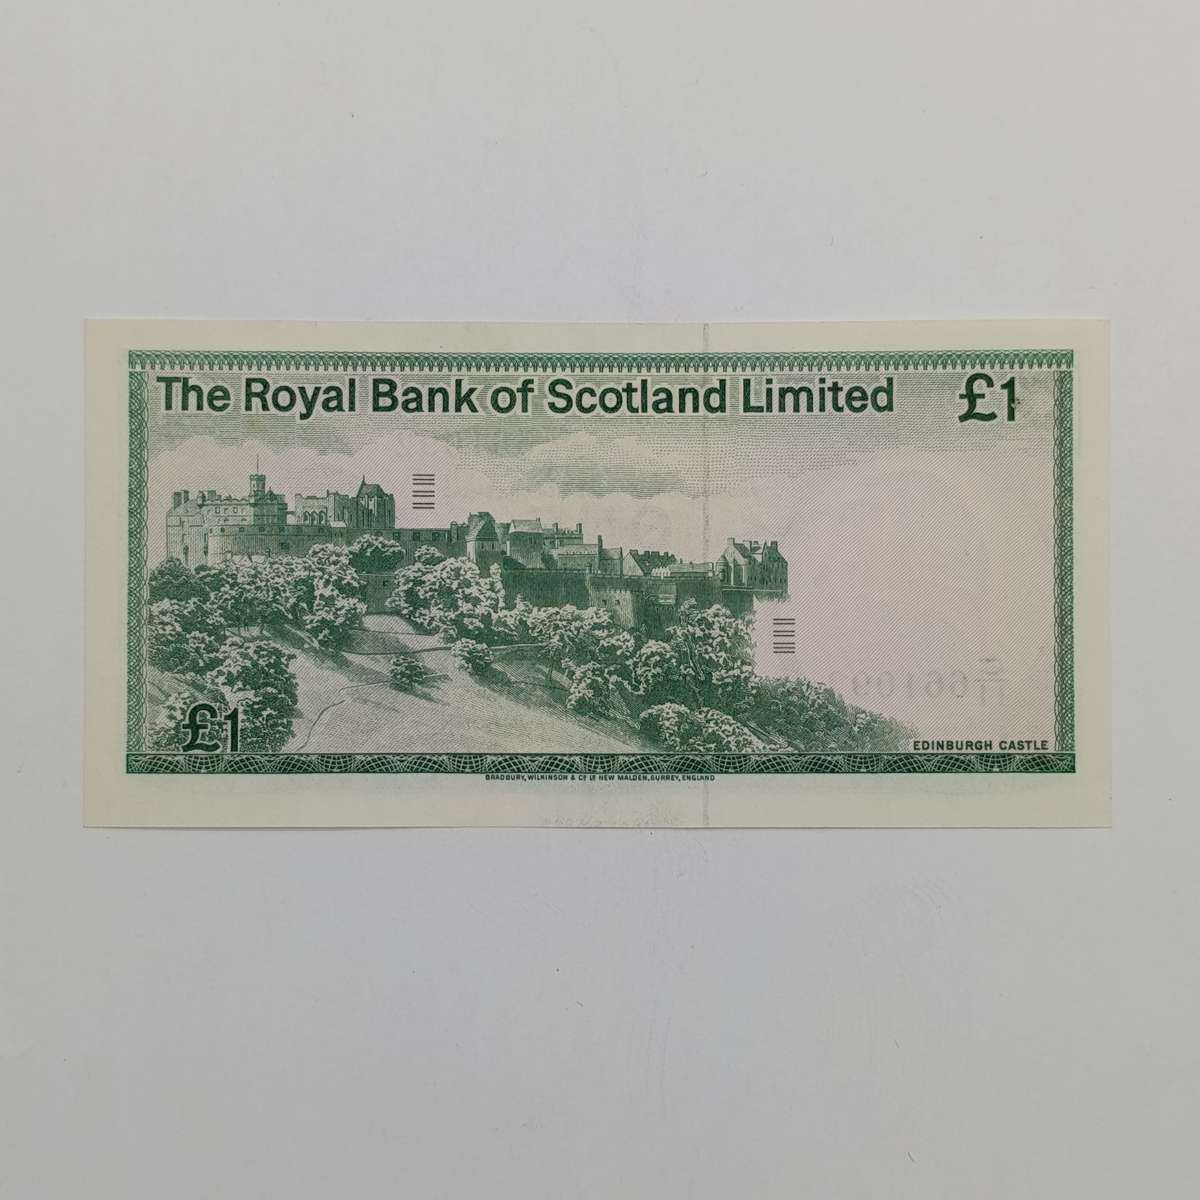 The Royal Bank of Scotland Limited £1
£1
EDINBURGH CASTLE
BRADBURY, WILKINSON & Cº Lᴰ NEW MALDEN, SURREY, ENGLAND